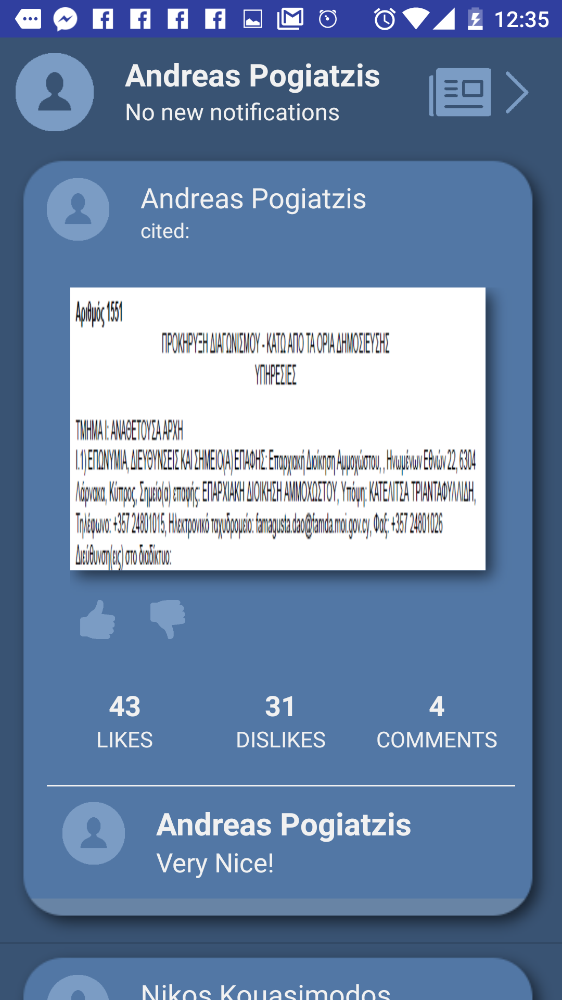 12:35
Andreas Pogiatzis
No new notifications
Andreas Pogiatzis
cited:
Αριθμός 1551
ΠΡΟΚΗΡΥΞΗ ΔΙΑΓΩΝΙΣΜΟΥ - ΚΑΤΩ ΑΠΟ ΤΑ ΟΡΙΑ ΔΗΜΟΣΙΕΥΣΗΣ
ΥΠΗΡΕΣΙΕΣ
ΤΜΗΜΑ Ι: ΑΝΑΘΕΤΟΥΣΑ ΑΡΧΗ
Ι.1) ΕΠΩΝΥΜΙΑ, ΔΙΕΥΘΥΝΣΕΙΣ ΚΑΙ ΣΗΜΕΙΟ(Α) ΕΠΑΦΗΣ: Επαρχιακή Διοίκηση Αμμοχώστου, , Ηνωμένων Εθνών 22, 6304
Λάρνακα, Κύπρος, Σημείο(α) επαφής: ΕΠΑΡΧΙΑΚΗ ΔΙΟΙΚΗΣΗ ΑΜΜΟΧΩΣΤΟΥ, Υπόψη: ΚΑΤΕΛΙΤΣΑ ΤΡΙΑΝΤΑΦΥΛΛΙΔΗ,
Τηλέφωνο: +357 24801015, Ηλεκτρονικό ταχυδρομείο: famagusta.dao@famda.moi.gov.cy, Φαξ: +357 24801026
Διεύθυνση(εις) στο διαδίκτυο:
43
31
4
LIKES
DISLIKES
COMMENTS
Andreas Pogiatzis
Very Nice!
Nikos Kouasimodos